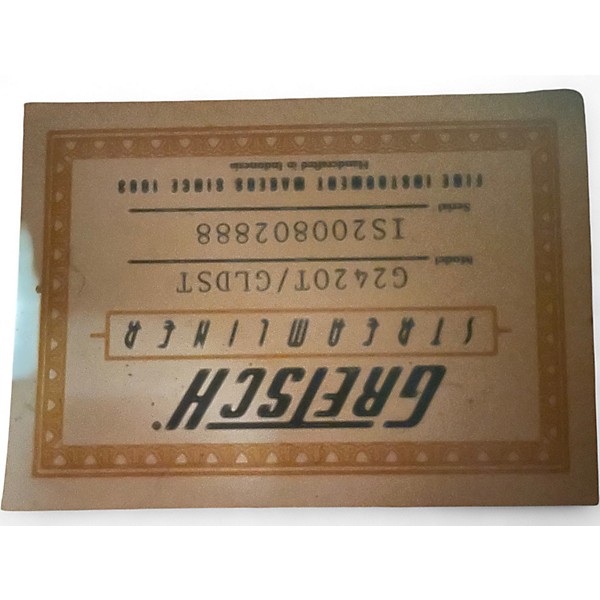 GRETSCH®
STREAMLINER
G2420T/GLDST
Model
IS200802888
Serial
FINE INSTRUMENT MAKERS SINCE 1883
Handcrafted in Indonesia